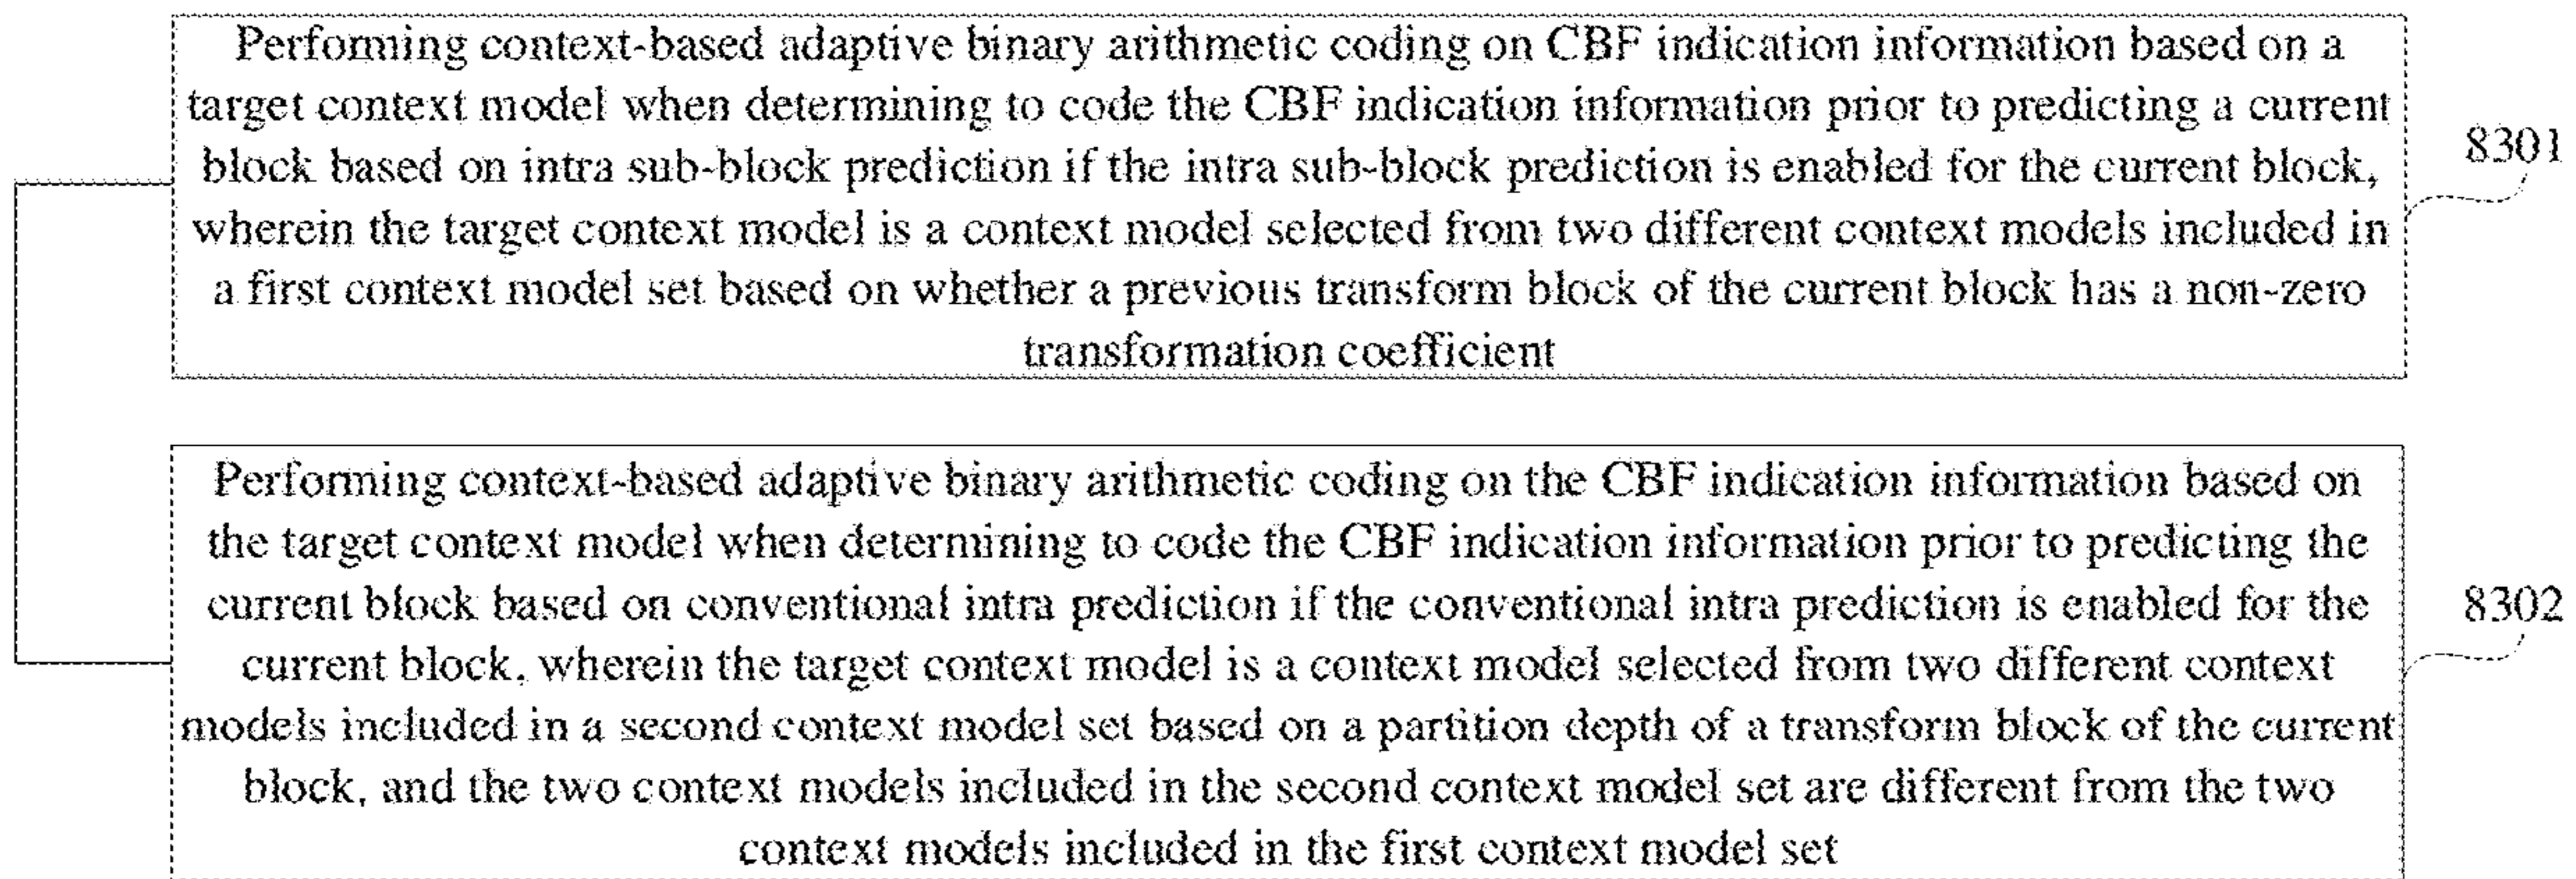 Performing context-based adaptive binary arithmetic coding on CBF indication information based on a
target context model when determining to code the CBF indication information prior to predicting a current
block based on intra sub-block prediction if the intra sub-block prediction is enabled for the current block,
wherein the target context model is a context model selected from two different context models included in
a first context model set based on whether a previous transform block of the current block has a non-zero
transformation coefficient
8301
Performing context-based adaptive binary arithmetic coding on the CBF indication information based on
the target context model when determining to code the CBF indication information prior to predicting the
current block based on conventional intra prediction if the conventional intra prediction is enabled for the
current block, wherein the target context model is a context model selected from two different context
models included in a second context model set based on a partition depth of a transform block of the current
block, and the two context models included in the second context model set are different from the two
context models included in the first context model set
8302